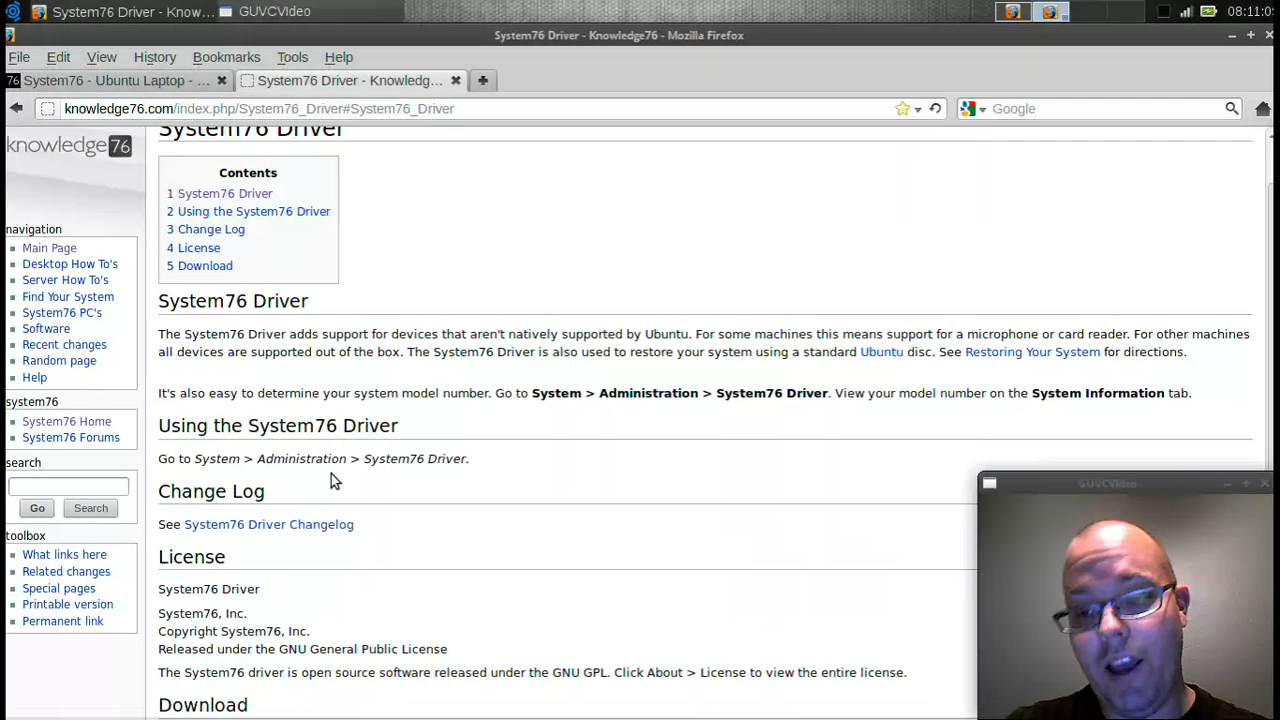 System76 Driver - Know... GUVCVideo 08:11:0
System76 Driver - Knowledge76 - Mozilla Firefox
File Edit View History Bookmarks Tools Help
76 System76 - Ubuntu Laptop - ... System76 Driver - Knowledg...
knowledge76.com/index.php/System76_Driver#System76_Driver Google
System76 Driver
knowledge 76
Contents
1 System76 Driver
2 Using the System76 Driver
3 Change Log
4 License
5 Download
navigation
Main Page
Desktop How To's
Server How To's
Find Your System
System76 PC's
Software
Recent changes
Random page
Help
system76
System76 Home
System76 Forums
search
Go Search
toolbox
What links here
Related changes
Special pages
Printable version
Permanent link
System76 Driver
The System76 Driver adds support for devices that aren't natively supported by Ubuntu. For some machines this means support for a microphone or card reader. For other machines
all devices are supported out of the box. The System76 Driver is also used to restore your system using a standard Ubuntu disc. See Restoring Your System for directions.
It's also easy to determine your system model number. Go to System > Administration > System76 Driver. View your model number on the System Information tab.
Using the System76 Driver
Go to System > Administration > System76 Driver.
Change Log
See System76 Driver Changelog
License
System76 Driver
System76, Inc.
Copyright System76, Inc.
Released under the GNU General Public License
The System76 driver is open source software released under the GNU GPL. Click About > License to view the entire license.
Download
GUVCVideo